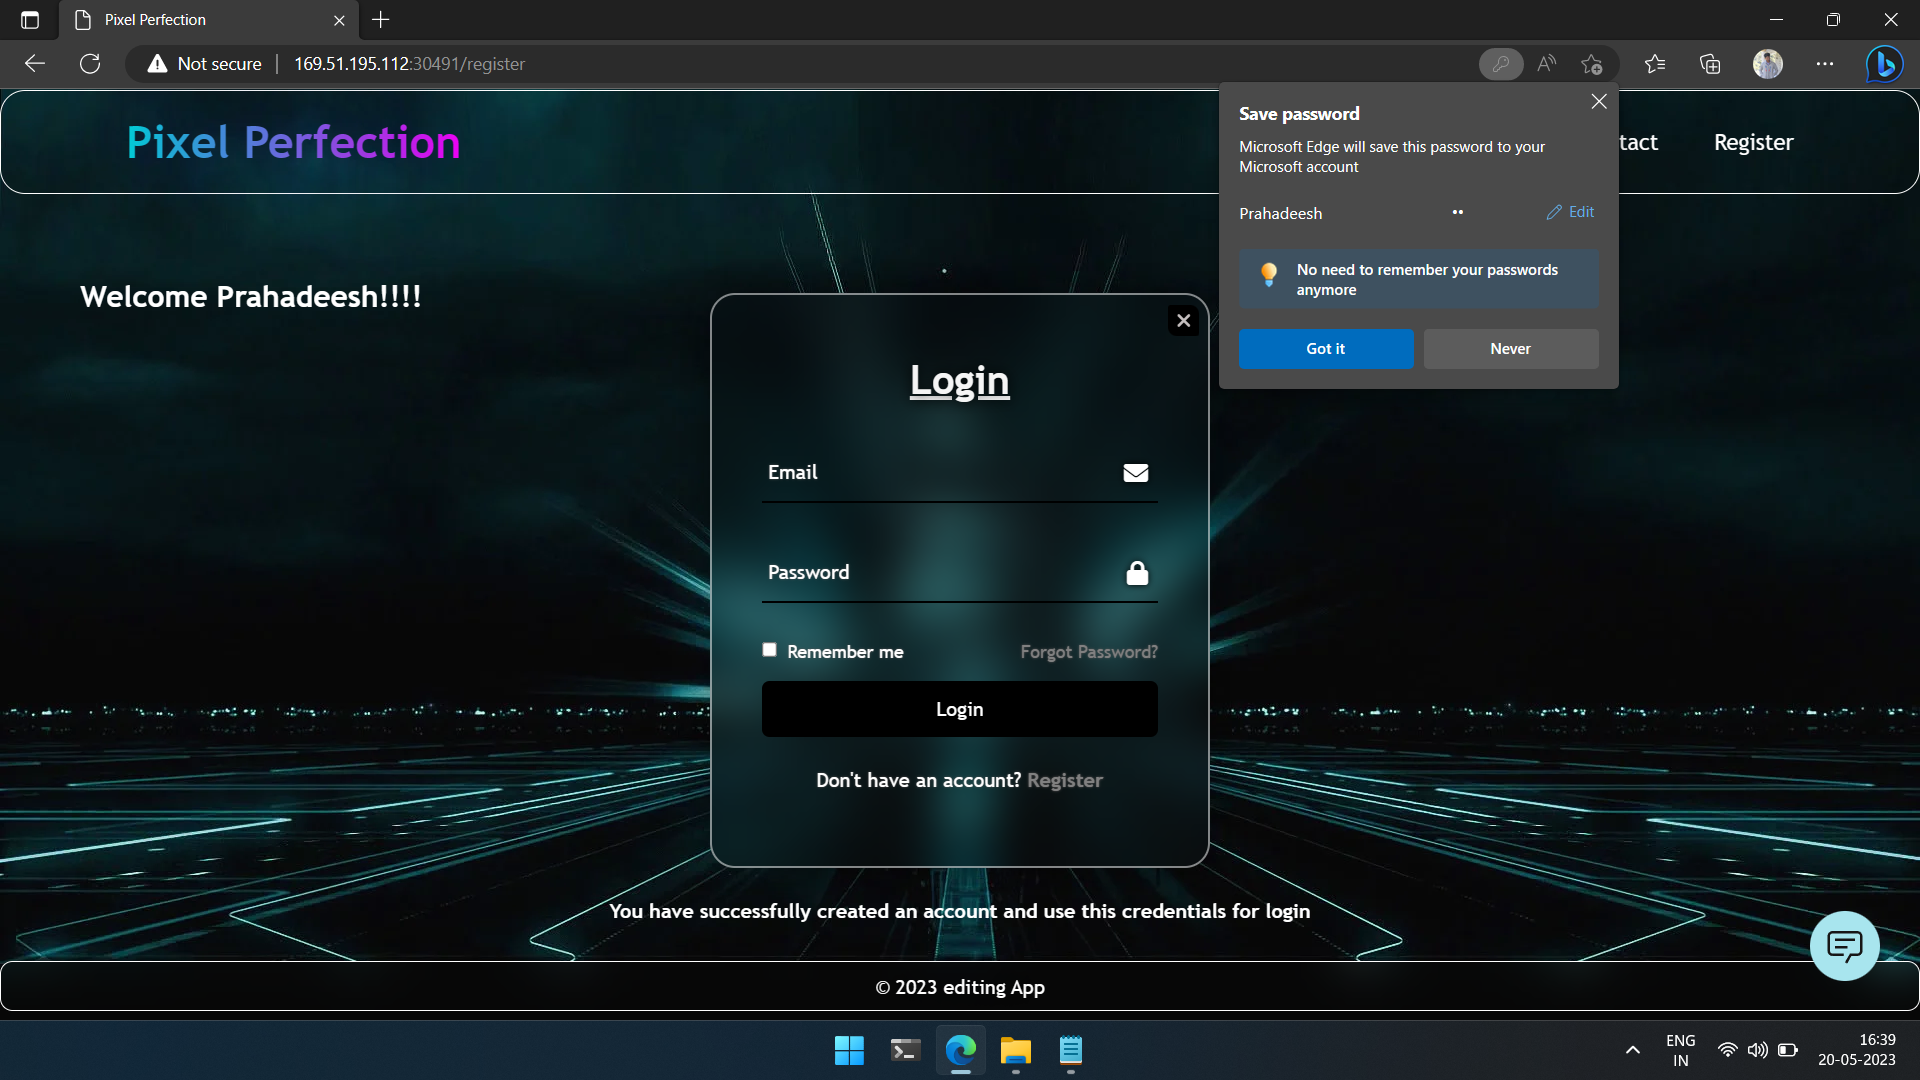 Pixel Perfection
Not secure
169.51.195.112:30491/register
Pixel Perfection
tact
Register
Save password
Microsoft Edge will save this password to your
Microsoft account
Prahadeesh
••
Edit
No need to remember your passwords
anymore
Got it
Never
Welcome Prahadeesh!!!!
Login
Email
Password
Remember me
Forgot Password?
Login
Don't have an account? Register
You have successfully created an account and use this credentials for login
© 2023 editing App
ENG
IN
16:39
20-05-2023